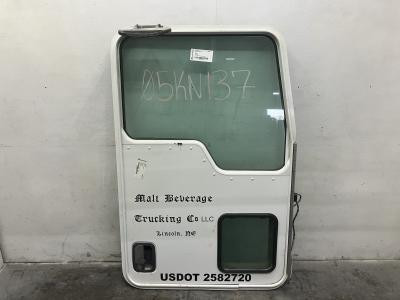 05KN137
Malt Beverage
Trucking Co LLC
Lincoln, NE
USDOT 2582720